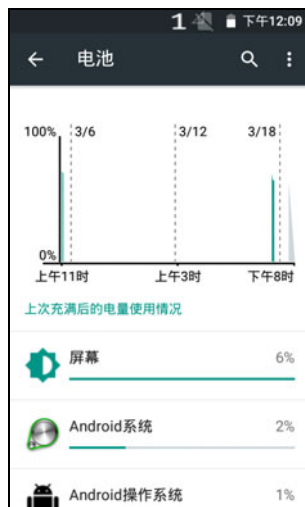 1 下午12:09
电池
100% 3/6 3/12 3/18
0%
上午11时 上午3时 下午8时
上次充满后的电量使用情况
屏幕 6%
Android系统 2%
Android操作系统 1%